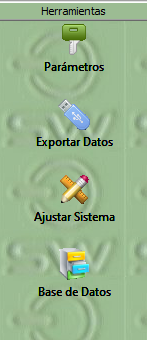 Herramientas
Parámetros
Exportar Datos
Ajustar Sistema
Base de Datos